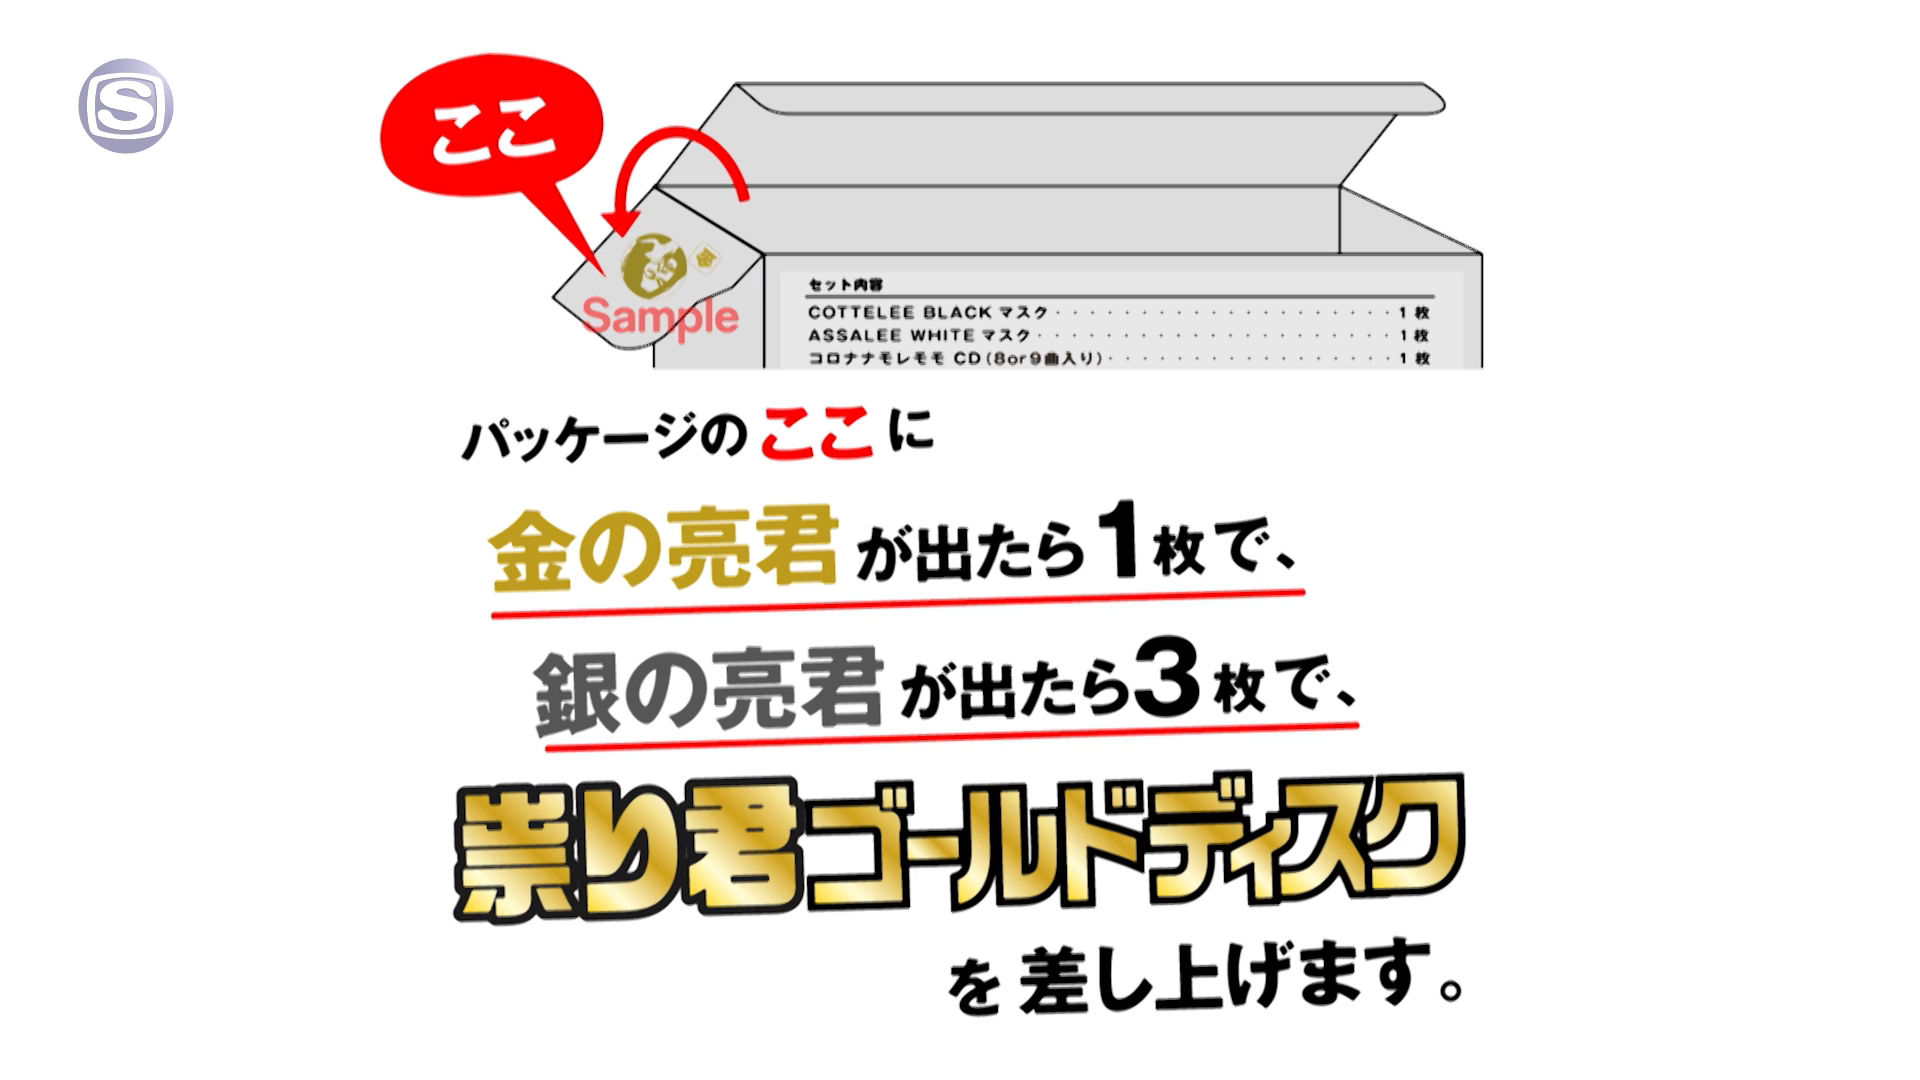 S
ここ
金
Sample
セット内容
COTTELEE BLACK マスク・・・・・・・・・・・・・・・・・・1 枚
ASSALEE WHITE マスク・・・・・・・・・・・・・・・・・・・1 枚
コロナナモレモモ CD(8or9曲入り)・・・・・・・・・・・・・・・1 枚
パッケージのここに
金の亮君が出たら1枚で、
銀の亮君が出たら3枚で、
祟り君ゴールドディスク
を差し上げます。